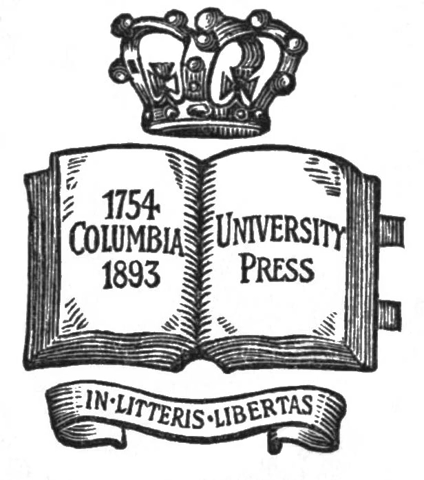 1754
COLUMBIA
1893
UNIVERSITY
PRESS
IN·LITTERIS·LIBERTAS